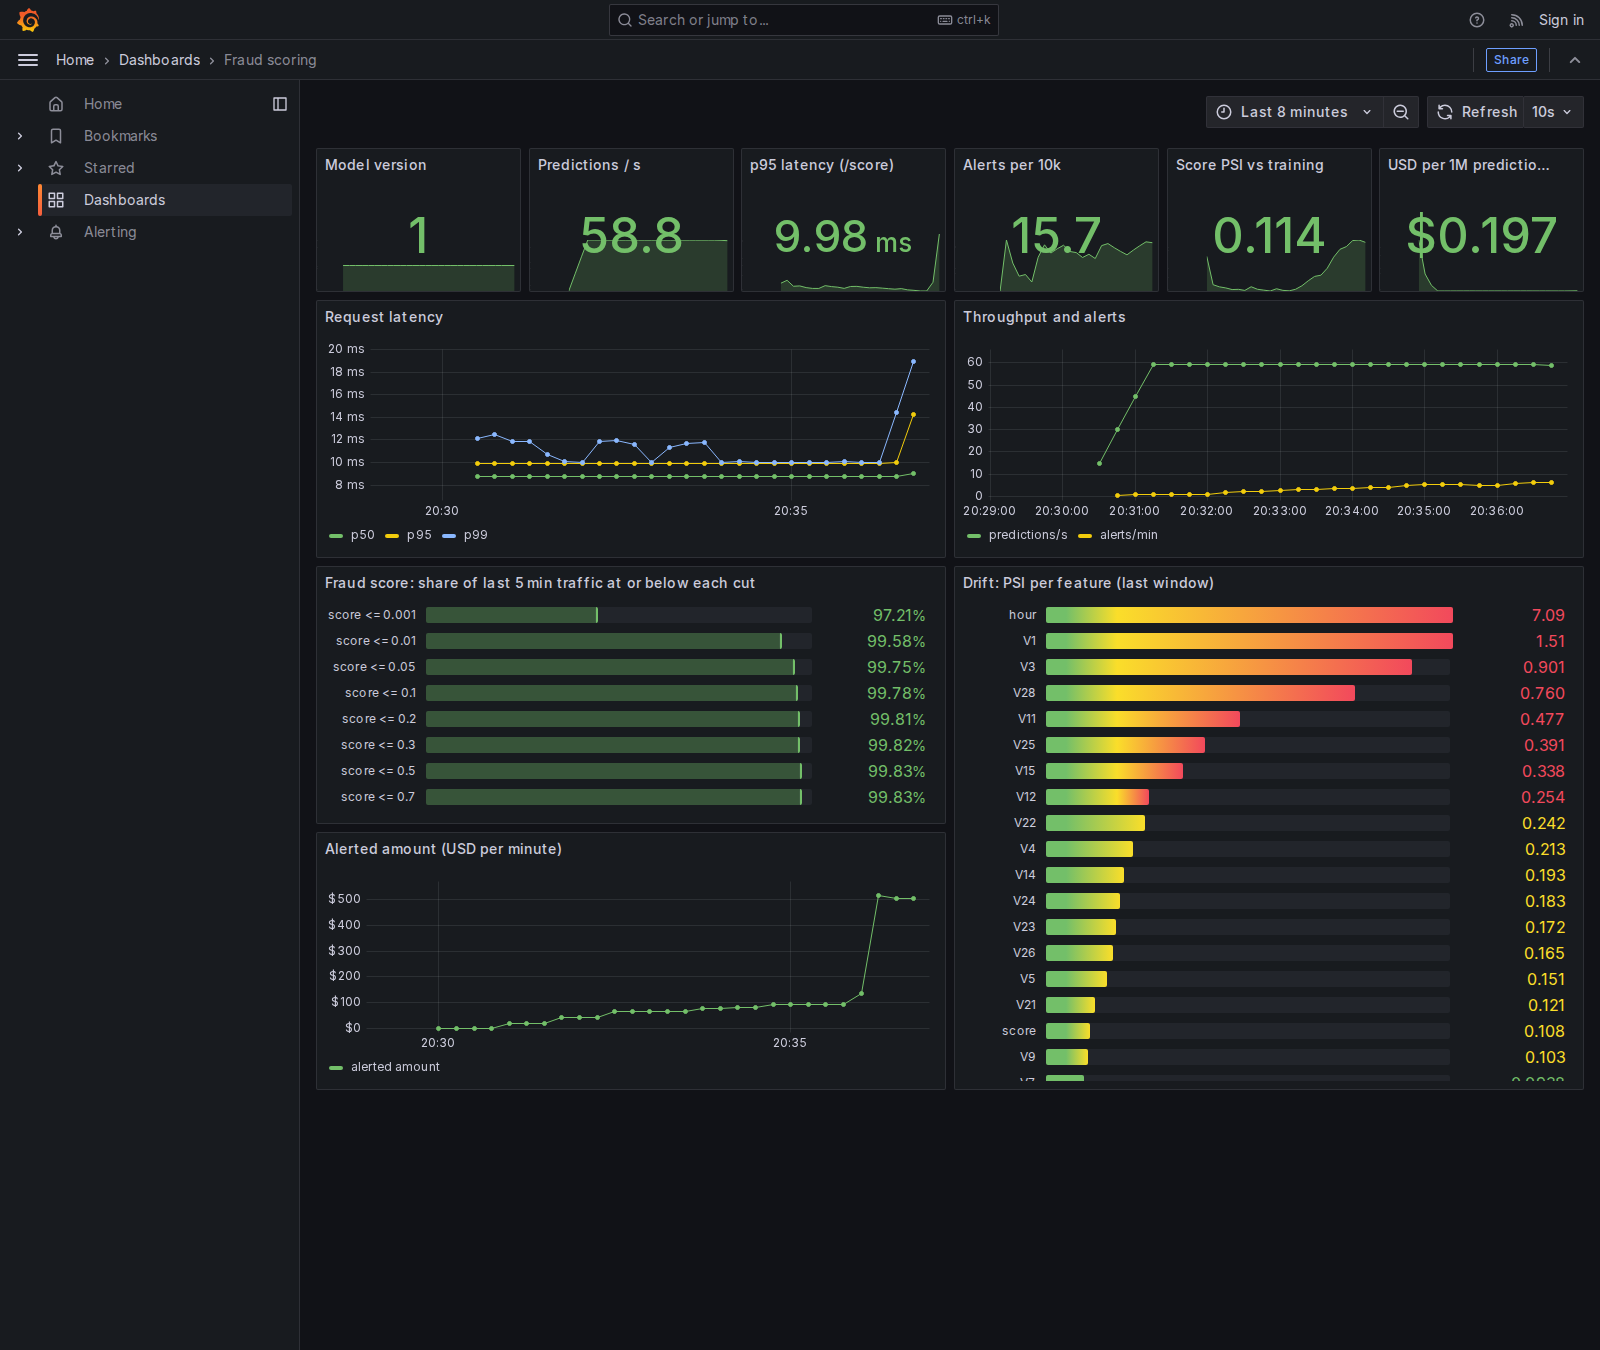 Search or jump to...
ctrl+k
Sign in
Home › Dashboards › Fraud scoring
Share
Home
Bookmarks
Starred
Dashboards
Alerting
Last 8 minutes
Refresh
10s
Model version
1
Predictions / s
58.8
p95 latency (/score)
9.98 ms
Alerts per 10k
15.7
Score PSI vs training
0.114
USD per 1M predictio...
$0.197
Request latency
20 ms
18 ms
16 ms
14 ms
12 ms
10 ms
8 ms
20:30
20:35
p50
p95
p99
Throughput and alerts
60
50
40
30
20
10
0
20:29:00
20:30:00
20:31:00
20:32:00
20:33:00
20:34:00
20:35:00
20:36:00
predictions/s
alerts/min
Fraud score: share of last 5 min traffic at or below each cut
score <= 0.001 97.21%
score <= 0.01 99.58%
score <= 0.05 99.75%
score <= 0.1 99.78%
score <= 0.2 99.81%
score <= 0.3 99.82%
score <= 0.5 99.83%
score <= 0.7 99.83%
Alerted amount (USD per minute)
$500
$400
$300
$200
$100
$0
20:30
20:35
alerted amount
Drift: PSI per feature (last window)
hour 7.09
V1 1.51
V3 0.901
V28 0.760
V11 0.477
V25 0.391
V15 0.338
V12 0.254
V22 0.242
V4 0.213
V14 0.193
V24 0.183
V23 0.172
V26 0.165
V5 0.151
V21 0.121
score 0.108
V9 0.103